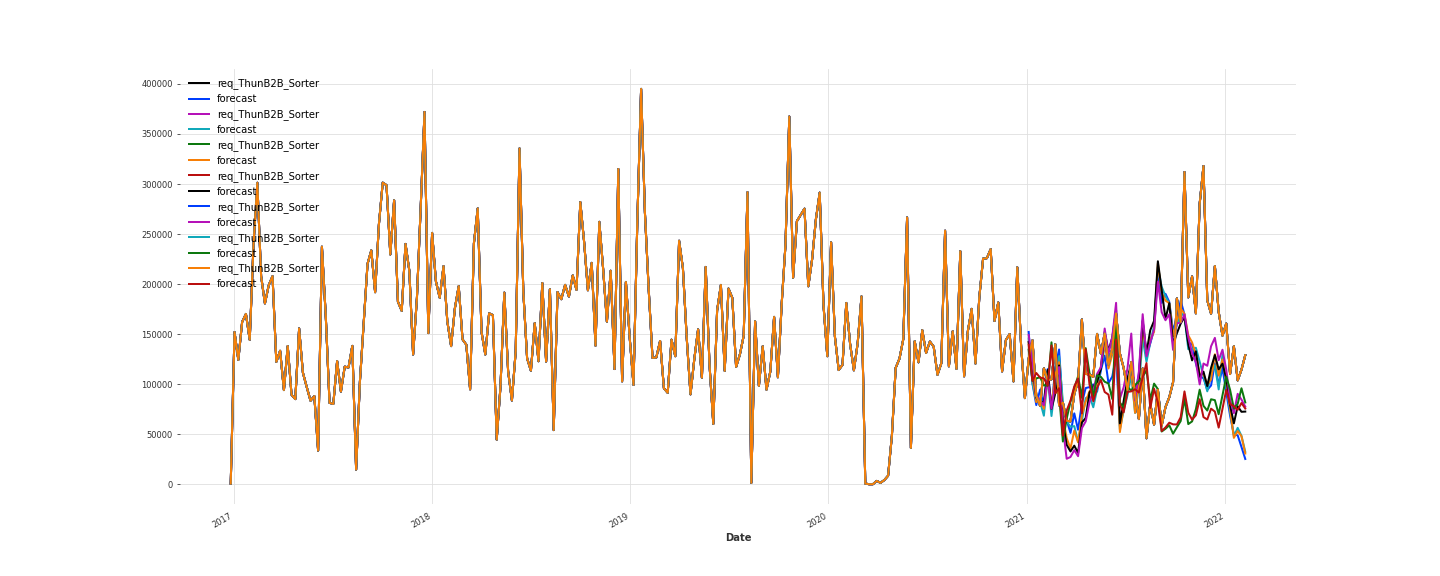 400000
350000
300000
250000
200000
150000
100000
50000
0
req_ThunB2B_Sorter
forecast
req_ThunB2B_Sorter
forecast
req_ThunB2B_Sorter
forecast
req_ThunB2B_Sorter
forecast
req_ThunB2B_Sorter
forecast
req_ThunB2B_Sorter
forecast
req_ThunB2B_Sorter
forecast
2017
2018
2019
2020
2021
2022
Date